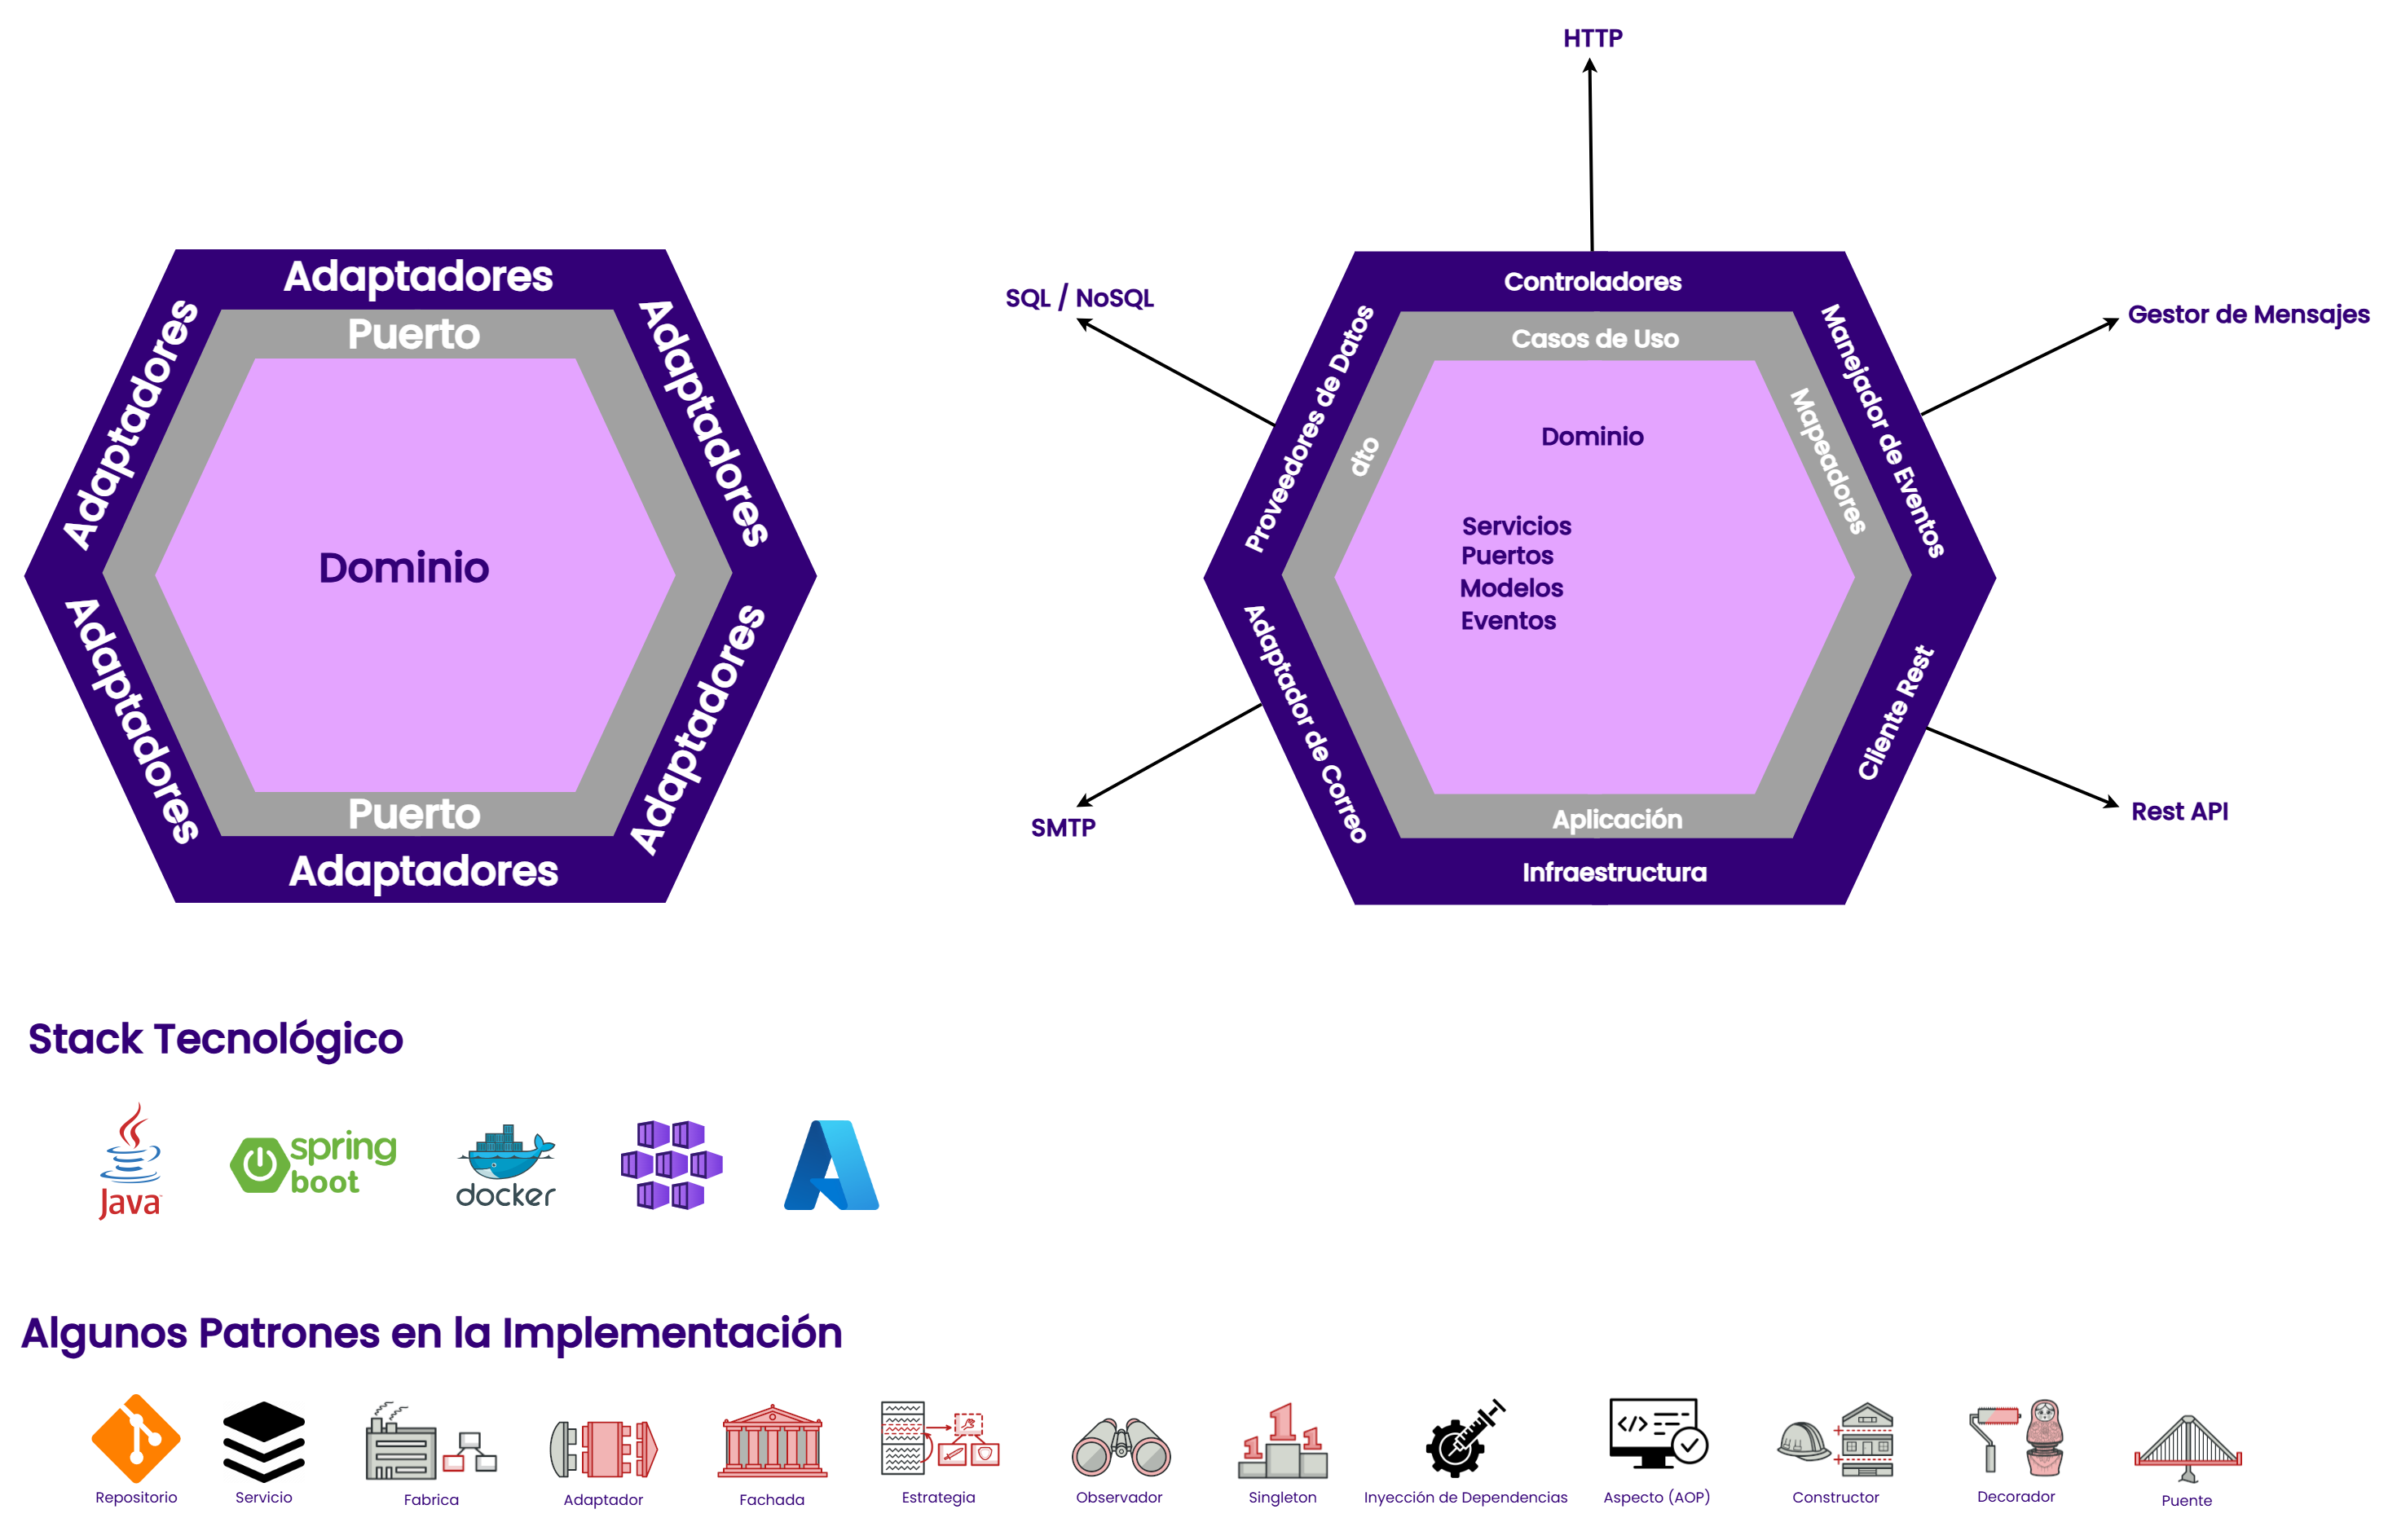 HTTP
SQL / NoSQL
Gestor de Mensajes
SMTP
Rest API
Adaptadores
Puerto
Adaptadores
Adaptadores
Dominio
Adaptadores
Adaptadores
Puerto
Adaptadores
Controladores
Casos de Uso
Proveedores de Datos
dto
Mapeadores
Manejador de Eventos
Dominio
Servicios
Puertos
Modelos
Eventos
Adaptador de Correo
Cliente Rest
Aplicación
Infraestructura
Stack Tecnológico
Java
spring
boot
docker
Algunos Patrones en la Implementación
1
1
1
Repositorio
Servicio
Fabrica
Adaptador
Fachada
Estrategia
Observador
Singleton
Inyección de Dependencias
Aspecto (AOP)
Constructor
Decorador
Puente